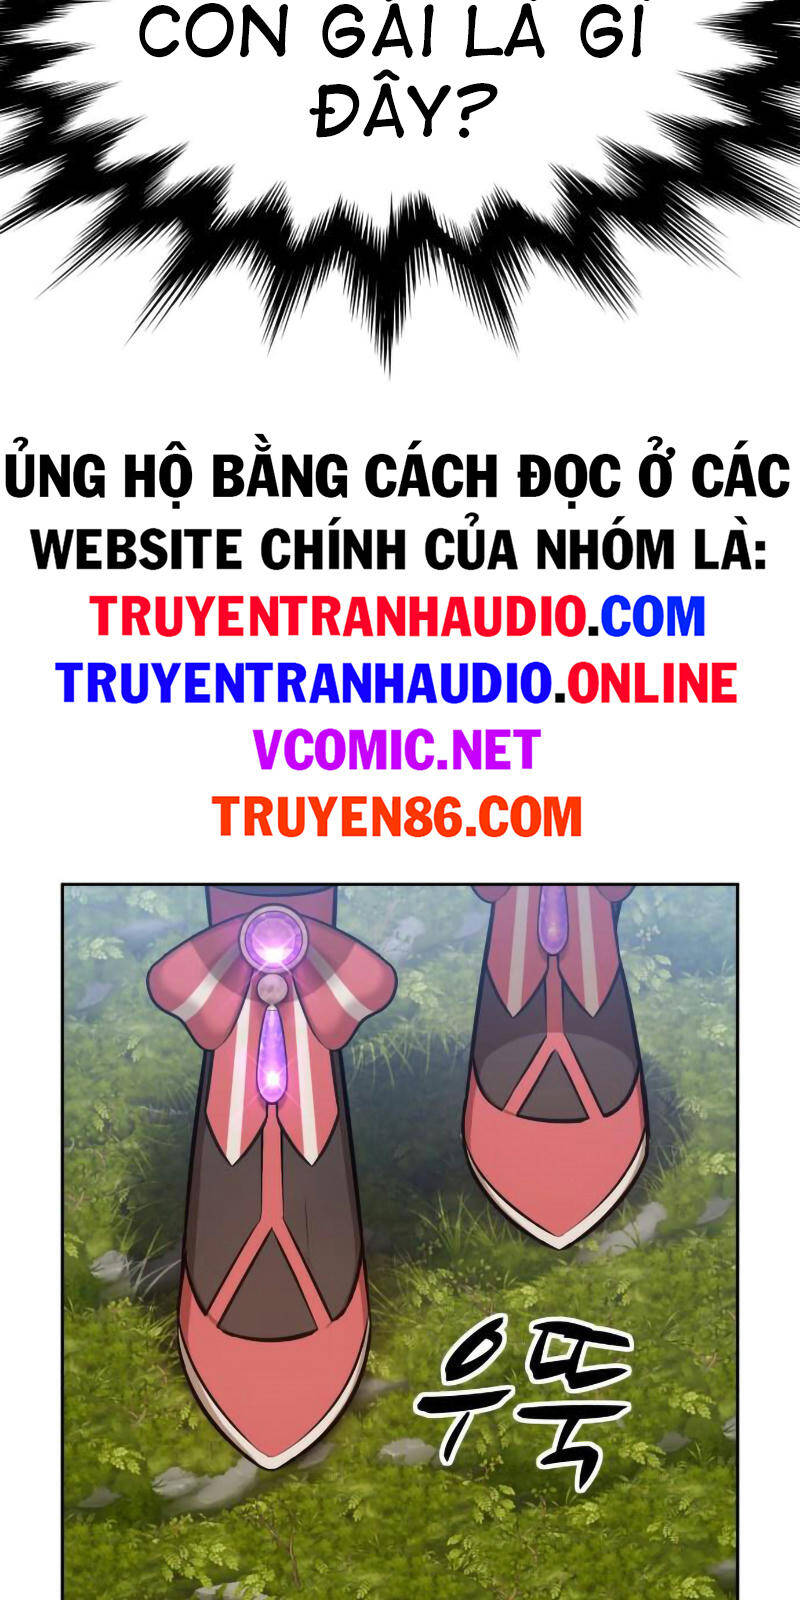 CON GÁI LÀ GÌ
ĐÂY?
ỦNG HỘ BẰNG CÁCH ĐỌC Ở CÁC
WEBSITE CHÍNH CỦA NHÓM LÀ:
TRUYENTRANHAUDIO.COM
TRUYENTRANHAUDIO.ONLINE
VCOMIC.NET
TRUYEN86.COM
우뚝